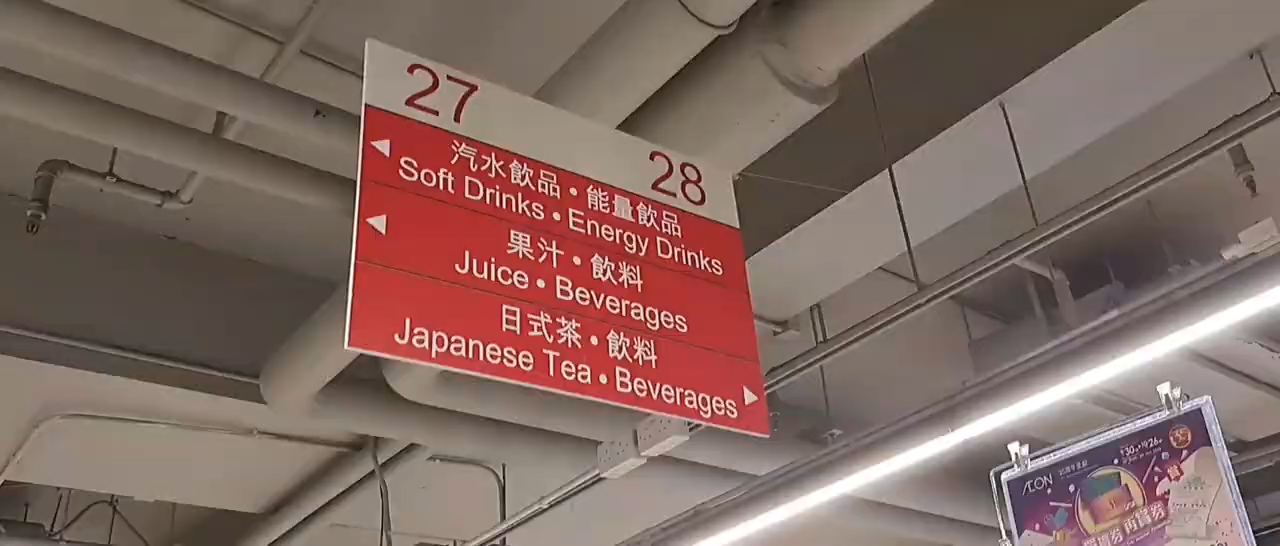 27
28
汽水飲品•能量飲品
Soft Drinks • Energy Drinks
果汁•飲料
Juice • Beverages
日式茶•飲料
Japanese Tea • Beverages
ÆON